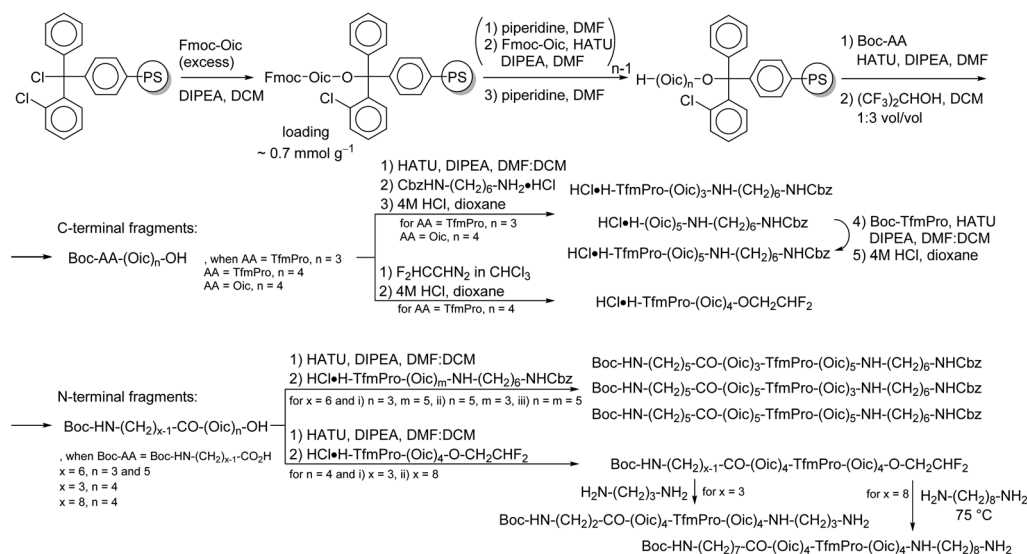 Cl
Cl
PS
Fmoc-Oic
(excess)
DIPEA, DCM
Fmoc–Oic–O
Cl
PS
loading
~ 0.7 mmol g⁻¹
1) piperidine, DMF
2) Fmoc-Oic, HATU
DIPEA, DMF
n-1
3) piperidine, DMF
H–(Oic)ₙ–O
Cl
PS
1) Boc-AA
HATU, DIPEA, DMF
2) (CF₃)₂CHOH, DCM
1:3 vol/vol
C-terminal fragments:
Boc-AA-(Oic)ₙ-OH
, when AA = TfmPro, n = 3
AA = TfmPro, n = 4
AA = Oic, n = 4
1) HATU, DIPEA, DMF:DCM
2) CbzHN-(CH₂)₆-NH₂•HCl
3) 4M HCl, dioxane
for AA = TfmPro, n = 3
AA = Oic, n = 4
HCl•H-TfmPro-(Oic)₃-NH-(CH₂)₆-NHCbz
HCl•H-(Oic)₅-NH-(CH₂)₆-NHCbz
HCl•H-TfmPro-(Oic)₅-NH-(CH₂)₆-NHCbz
4) Boc-TfmPro, HATU
DIPEA, DMF:DCM
5) 4M HCl, dioxane
1) F₂HCCHN₂ in CHCl₃
2) 4M HCl, dioxane
for AA = TfmPro, n = 4
HCl•H-TfmPro-(Oic)₄-OCH₂CHF₂
N-terminal fragments:
Boc-HN-(CH₂)ₓ₋₁-CO-(Oic)ₙ-OH
, when Boc-AA = Boc-HN-(CH₂)ₓ₋₁-CO₂H
x = 6, n = 3 and 5
x = 3, n = 4
x = 8, n = 4
1) HATU, DIPEA, DMF:DCM
2) HCl•H-TfmPro-(Oic)ₘ-NH-(CH₂)₆-NHCbz
for x = 6 and i) n = 3, m = 5, ii) n = 5, m = 3, iii) n = m = 5
Boc-HN-(CH₂)₅-CO-(Oic)₃-TfmPro-(Oic)₅-NH-(CH₂)₆-NHCbz
Boc-HN-(CH₂)₅-CO-(Oic)₅-TfmPro-(Oic)₃-NH-(CH₂)₆-NHCbz
Boc-HN-(CH₂)₅-CO-(Oic)₅-TfmPro-(Oic)₅-NH-(CH₂)₆-NHCbz
1) HATU, DIPEA, DMF:DCM
2) HCl•H-TfmPro-(Oic)₄-O-CH₂CHF₂
for n = 4 and i) x = 3, ii) x = 8
Boc-HN-(CH₂)ₓ₋₁-CO-(Oic)₄-TfmPro-(Oic)₄-O-CH₂CHF₂
H₂N-(CH₂)₃-NH₂
for x = 3
for x = 8
H₂N-(CH₂)₈-NH₂
75 °C
Boc-HN-(CH₂)₂-CO-(Oic)₄-TfmPro-(Oic)₄-NH-(CH₂)₃-NH₂
Boc-HN-(CH₂)₇-CO-(Oic)₄-TfmPro-(Oic)₄-NH-(CH₂)₈-NH₂